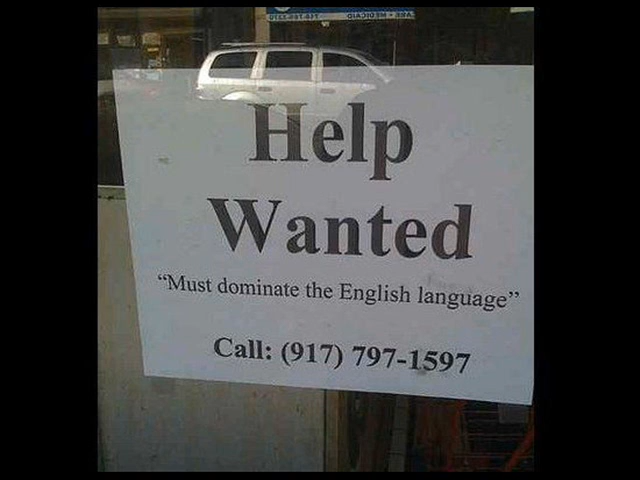 Help
Wanted
“Must dominate the English language”
Call: (917) 797-1597